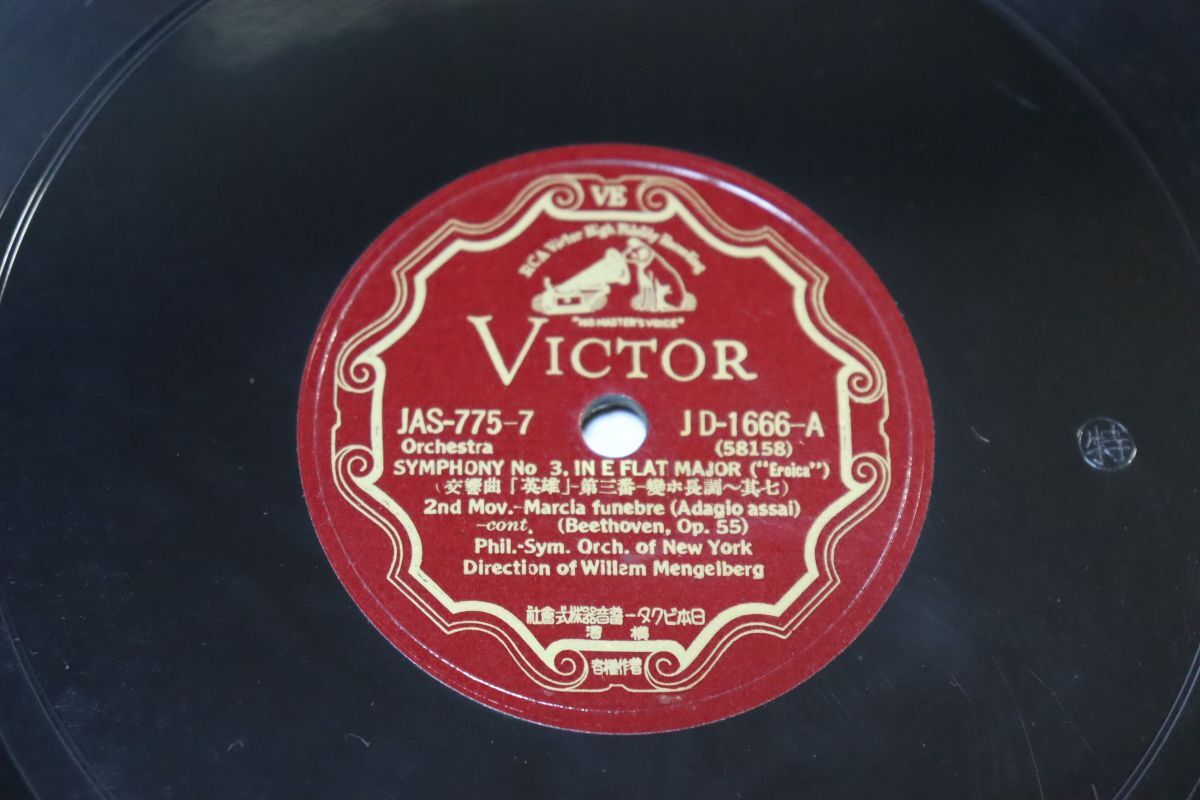 VE
RCA Victor High Fidelity Recording
"HIS MASTER'S VOICE"
VICTOR
JAS-775-7 JD-1666-A
Orchestra (58158)
SYMPHONY No 3. IN E FLAT MAJOR ("Eroica")
(交響曲「英雄」-第三番-變ホ長調～其七)
2nd Mov.-Marcia funebre (Adagio assai)
-cont. (Beethoven, Op. 55)
Phil.-Sym. Orch. of New York
Direction of Willem Mengelberg
社會式株器音蓄ータクビ本日
濱橫
有權作著
特